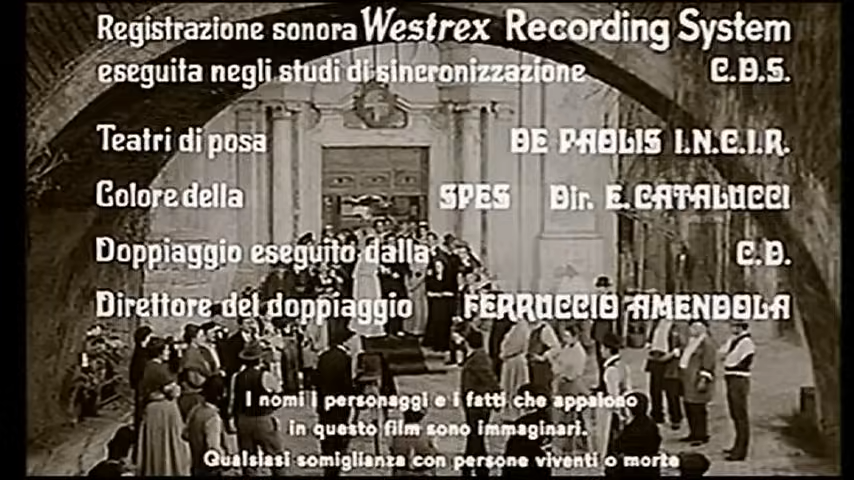 Registrazione sonora Westrex Recording System
eseguita negli studi di sincronizzazione C.D.S.
Teatri di posa DE PAOLIS I.N.C.I.R.
Colore della SPES Dir. E. CATALUCCI
Doppiaggio eseguito dalla C.D.
Direttore del doppiaggio FERRUCCIO AMENDOLA
I nomi i personaggi e i fatti che appaiono
in questo film sono immaginari.
Qualsiasi somiglianza con persone viventi o morte